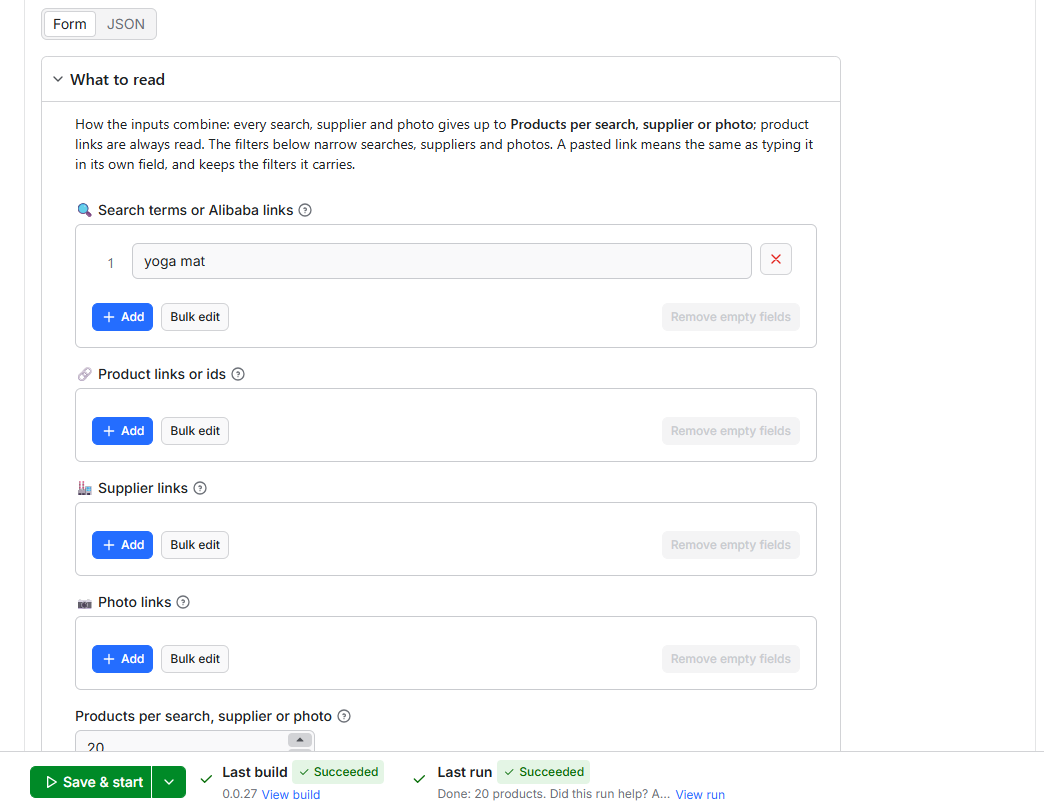 Form JSON
What to read
How the inputs combine: every search, supplier and photo gives up to Products per search, supplier or photo; product
links are always read. The filters below narrow searches, suppliers and photos. A pasted link means the same as typing it
in its own field, and keeps the filters it carries.
Search terms or Alibaba links
1 yoga mat
Add Bulk edit Remove empty fields
Product links or ids
Add Bulk edit Remove empty fields
Supplier links
Add Bulk edit Remove empty fields
Photo links
Add Bulk edit Remove empty fields
Products per search, supplier or photo
20
Save & start
Last build Succeeded
0.0.27 View build
Last run Succeeded
Done: 20 products. Did this run help? A... View run